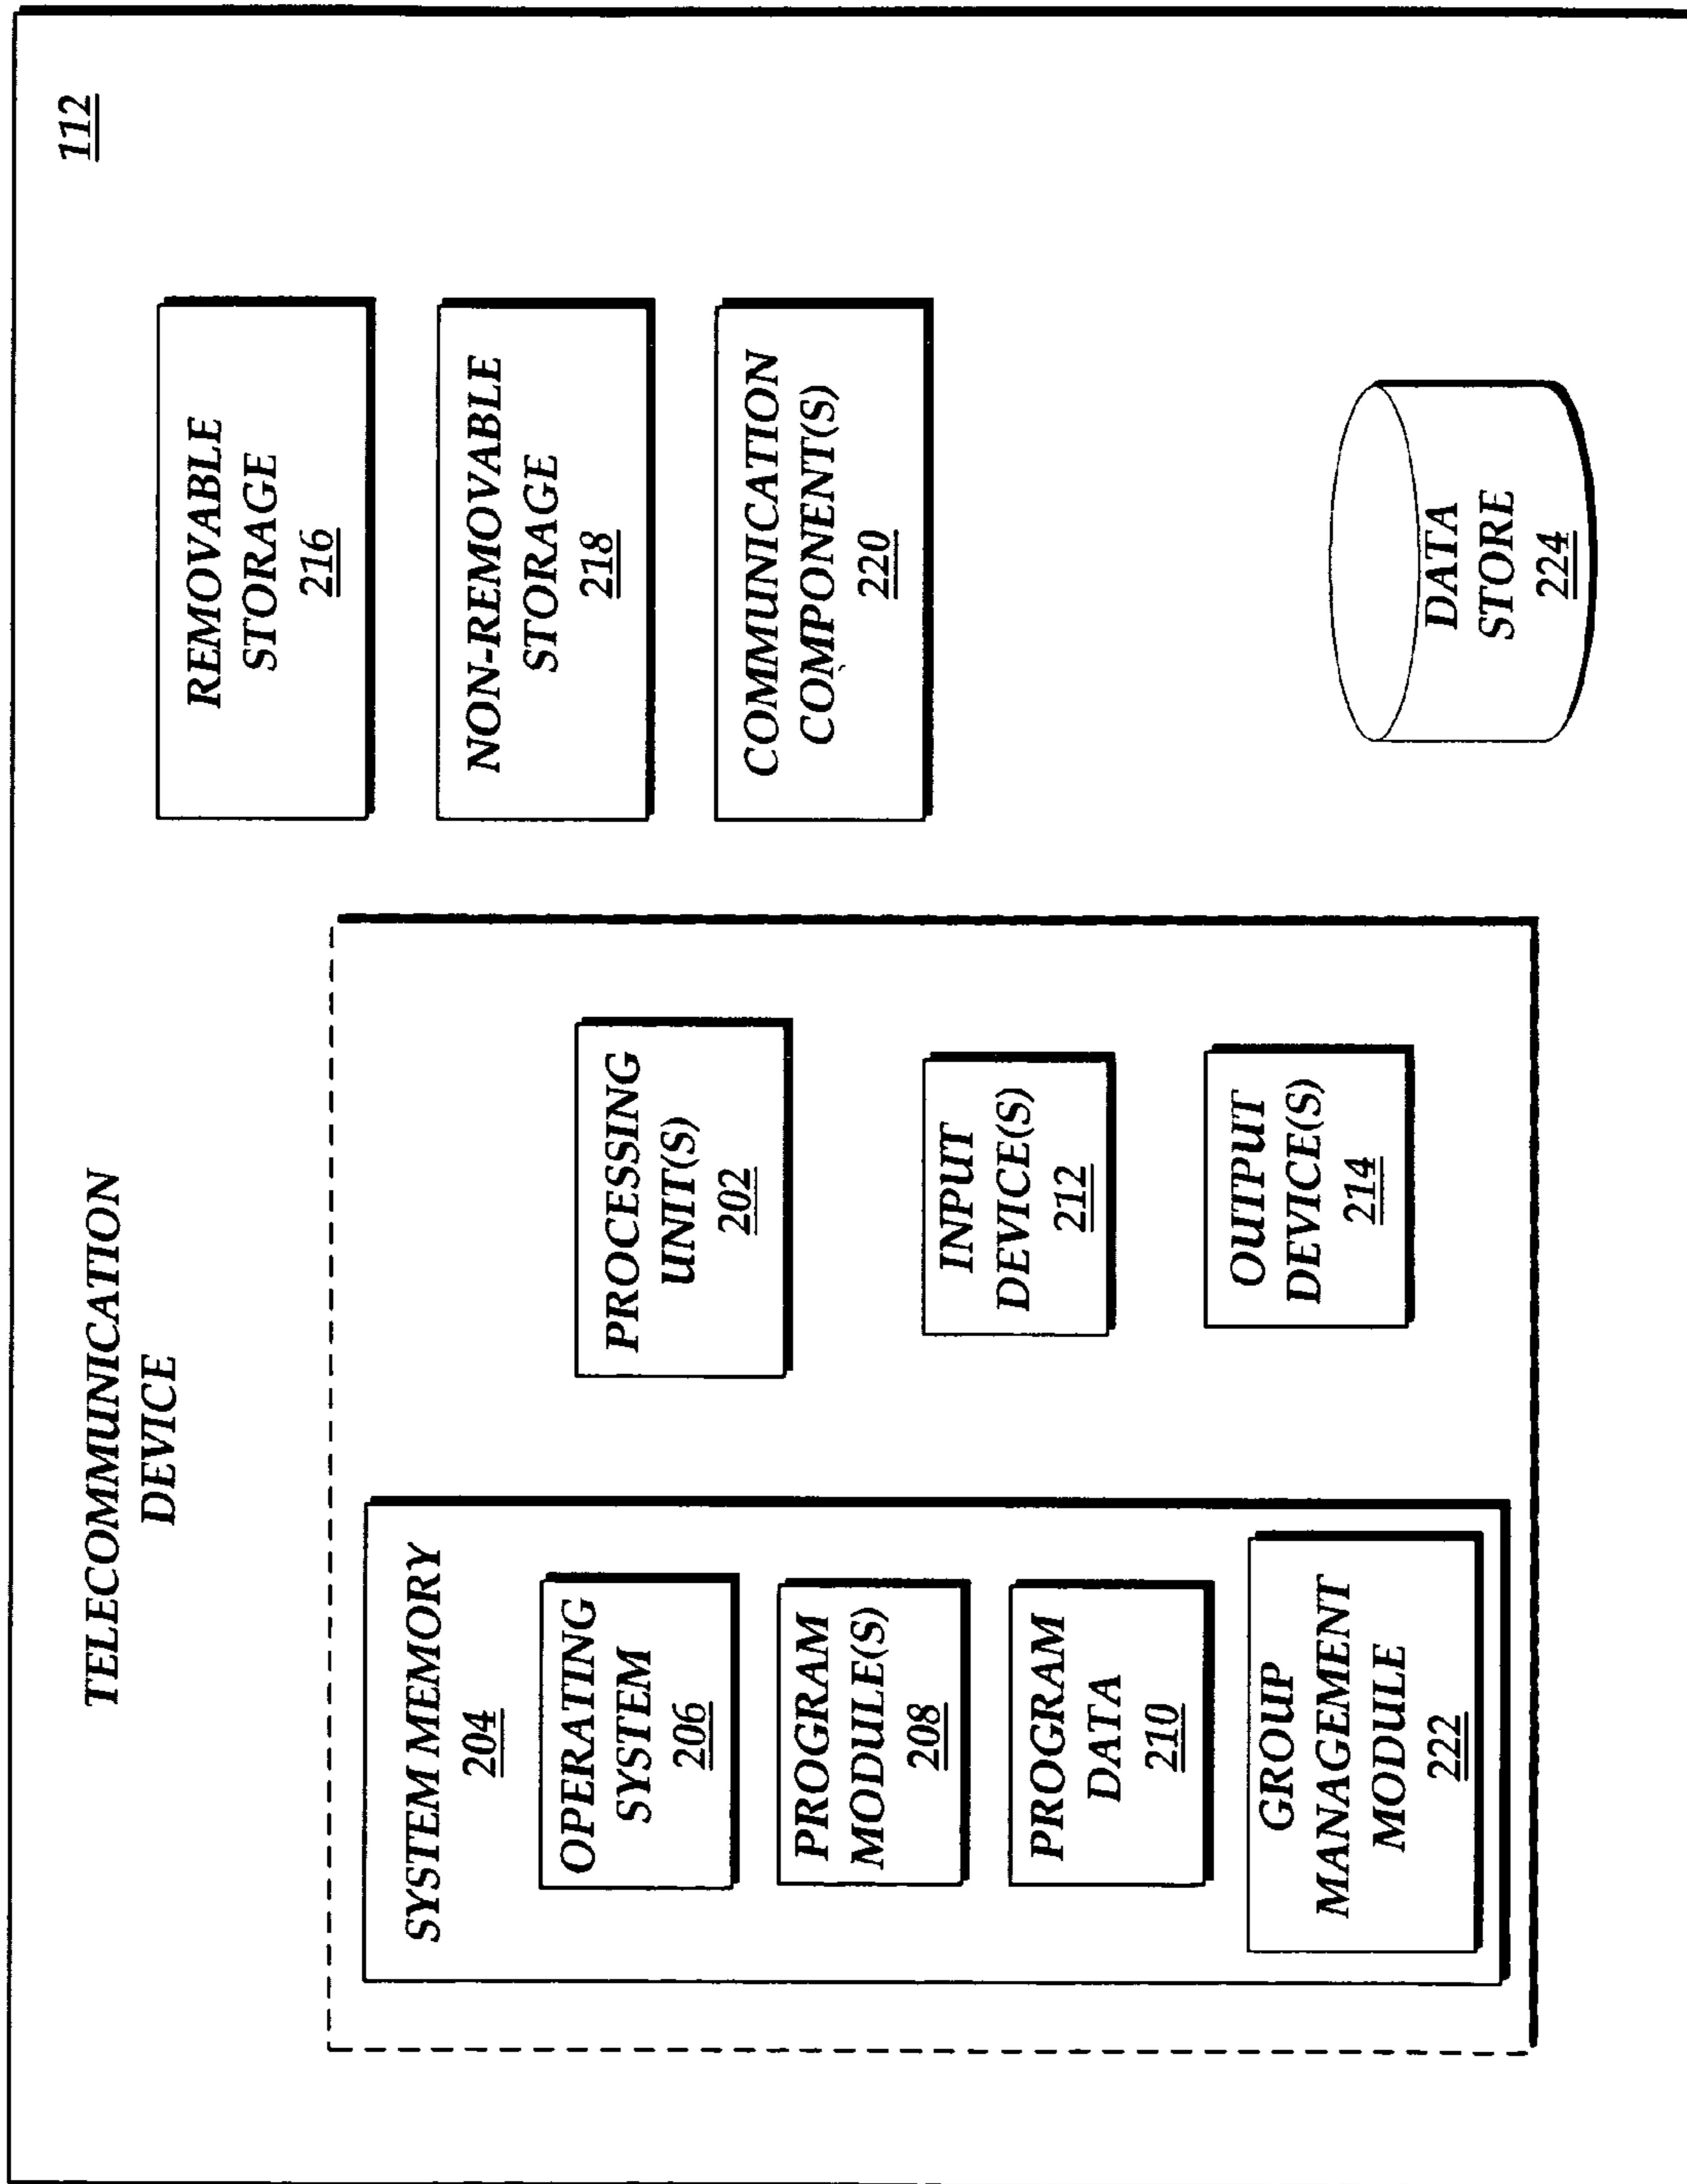 112
TELECOMMUNICATION
DEVICE
SYSTEM MEMORY
204
OPERATING
SYSTEM
206
PROGRAM
MODULE(S)
208
PROGRAM
DATA
210
GROUP
MANAGEMENT
MODULE
222
PROCESSING
UNIT(S)
202
INPUT
DEVICE(S)
212
OUTPUT
DEVICE(S)
214
REMOVABLE
STORAGE
216
NON-REMOVABLE
STORAGE
218
COMMUNICATION
COMPONENT(S)
220
DATA
STORE
224